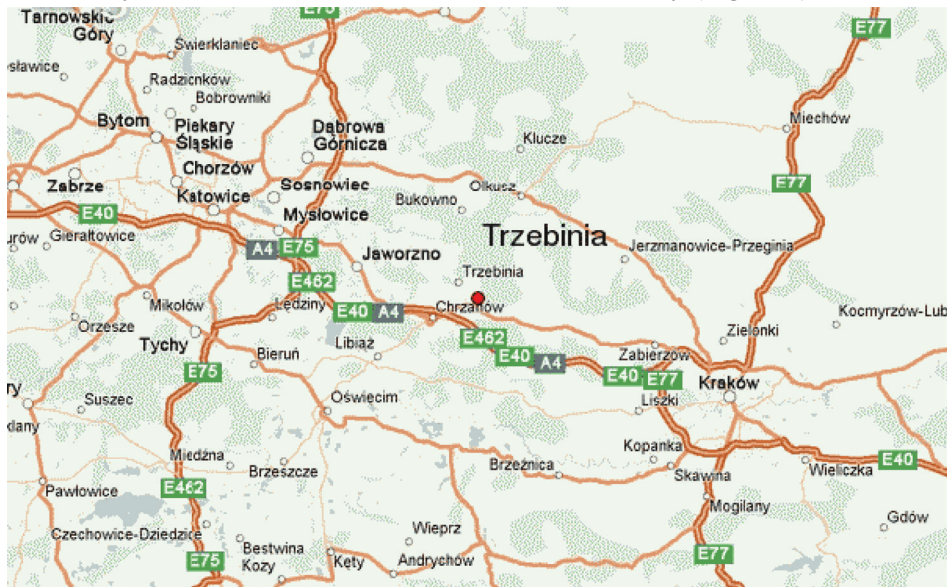 E75
E77
Tarnowskie
Góry
Świerklaniec
Radzionków
Bobrowniki
Bytom
Piekary
Śląskie
Dąbrowa
Górnicza
Klucze
Miechów
Chorzów
Zabrze
Katowice
Sosnowiec
Olkusz
Bukowno
E77
E40
Mysłowice
Trzebinia
Gierałtowice
A4
E75
Jaworzno
Jerzmanowice-Przeginia
Trzebinia
E462
Mikołów
Lędziny
E40
A4
Chrzanów
Kocmyrzów-Lub
Orzesze
Tychy
Libiąż
E462
Zielonki
Bieruń
E40
A4
Zabierzów
E75
E40
E77
Kraków
Suszec
Oświęcim
Liszki
Miedźna
Brzeszcze
Brzeźnica
Kopanka
Skawina
Wieliczka
E40
Pawłowice
E462
Mogilany
Gdów
Czechowice-Dziedzice
Wieprz
Bestwina
E75
Kozy
Kęty
Andrychów
E77